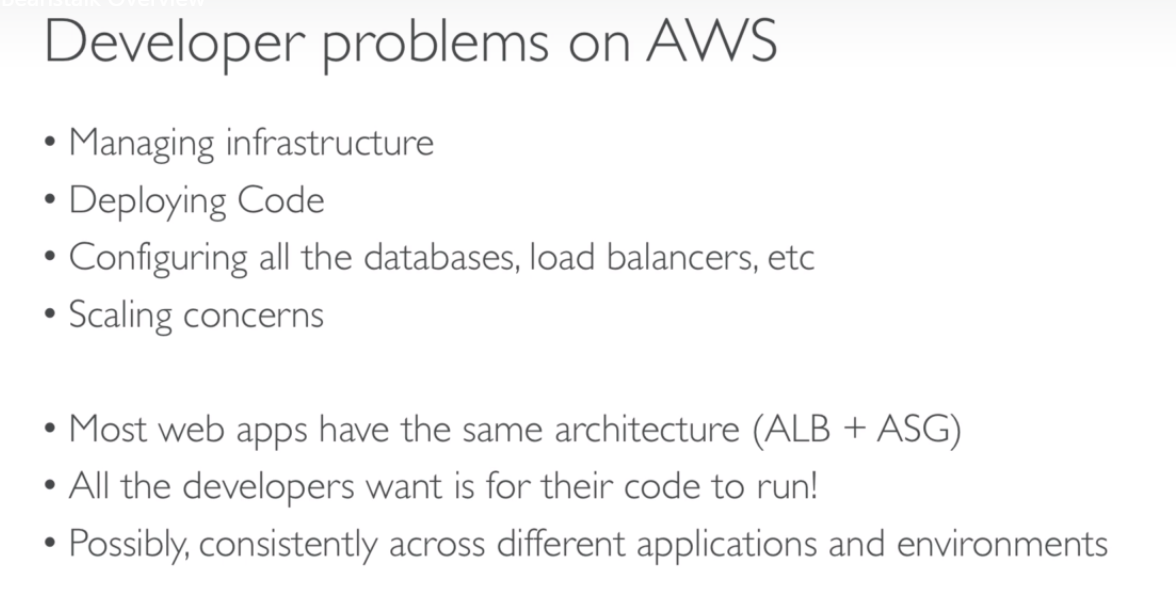 Beanstalk Overview
Developer problems on AWS
• Managing infrastructure
• Deploying Code
• Configuring all the databases, load balancers, etc
• Scaling concerns
• Most web apps have the same architecture (ALB + ASG)
• All the developers want is for their code to run!
• Possibly, consistently across different applications and environments